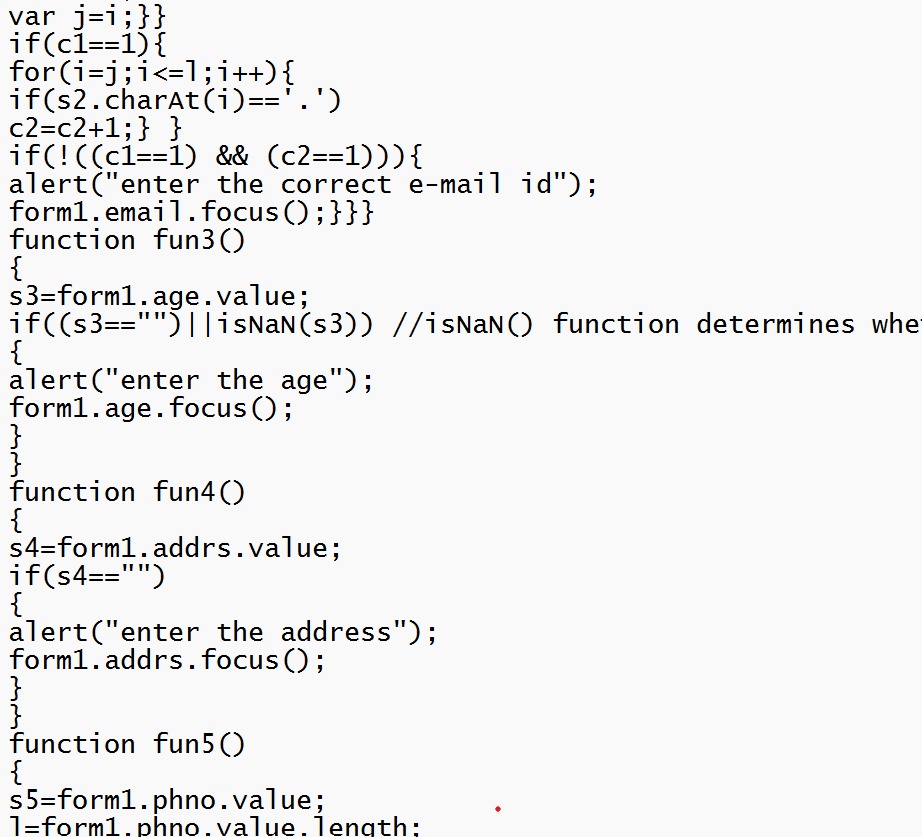 var j=i;}}
if(c1==1){
for(i=j;i<=l;i++){
if(s2.charAt(i)=='.')
c2=c2+1;} }
if(!((c1==1) && (c2==1))){
alert("enter the correct e-mail id");
form1.email.focus();}}}
function fun3()
{
s3=form1.age.value;
if((s3=="")||isNaN(s3)) //isNaN() function determines whe
{
alert("enter the age");
form1.age.focus();
}
}
function fun4()
{
s4=form1.addrs.value;
if(s4=="")
{
alert("enter the address");
form1.addrs.focus();
}
}
function fun5()
{
s5=form1.phno.value;
l=form1.phno.value.length;